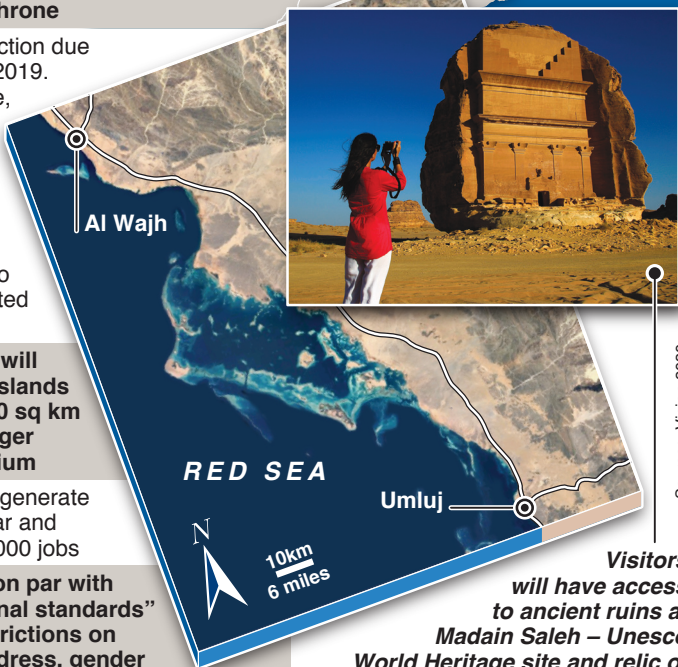 throne
ction due
2019.
e,
Al Wajh
ted
will
slands
0 sq km
ger
ium
RED SEA
generate
ar and
000 jobs
Umluj
N
10km
6 miles
on par with
nal standards”
rictions on
dress, gender
Visitors
will have access
to ancient ruins a
Madain Saleh – Unesco
World Heritage site and relic o